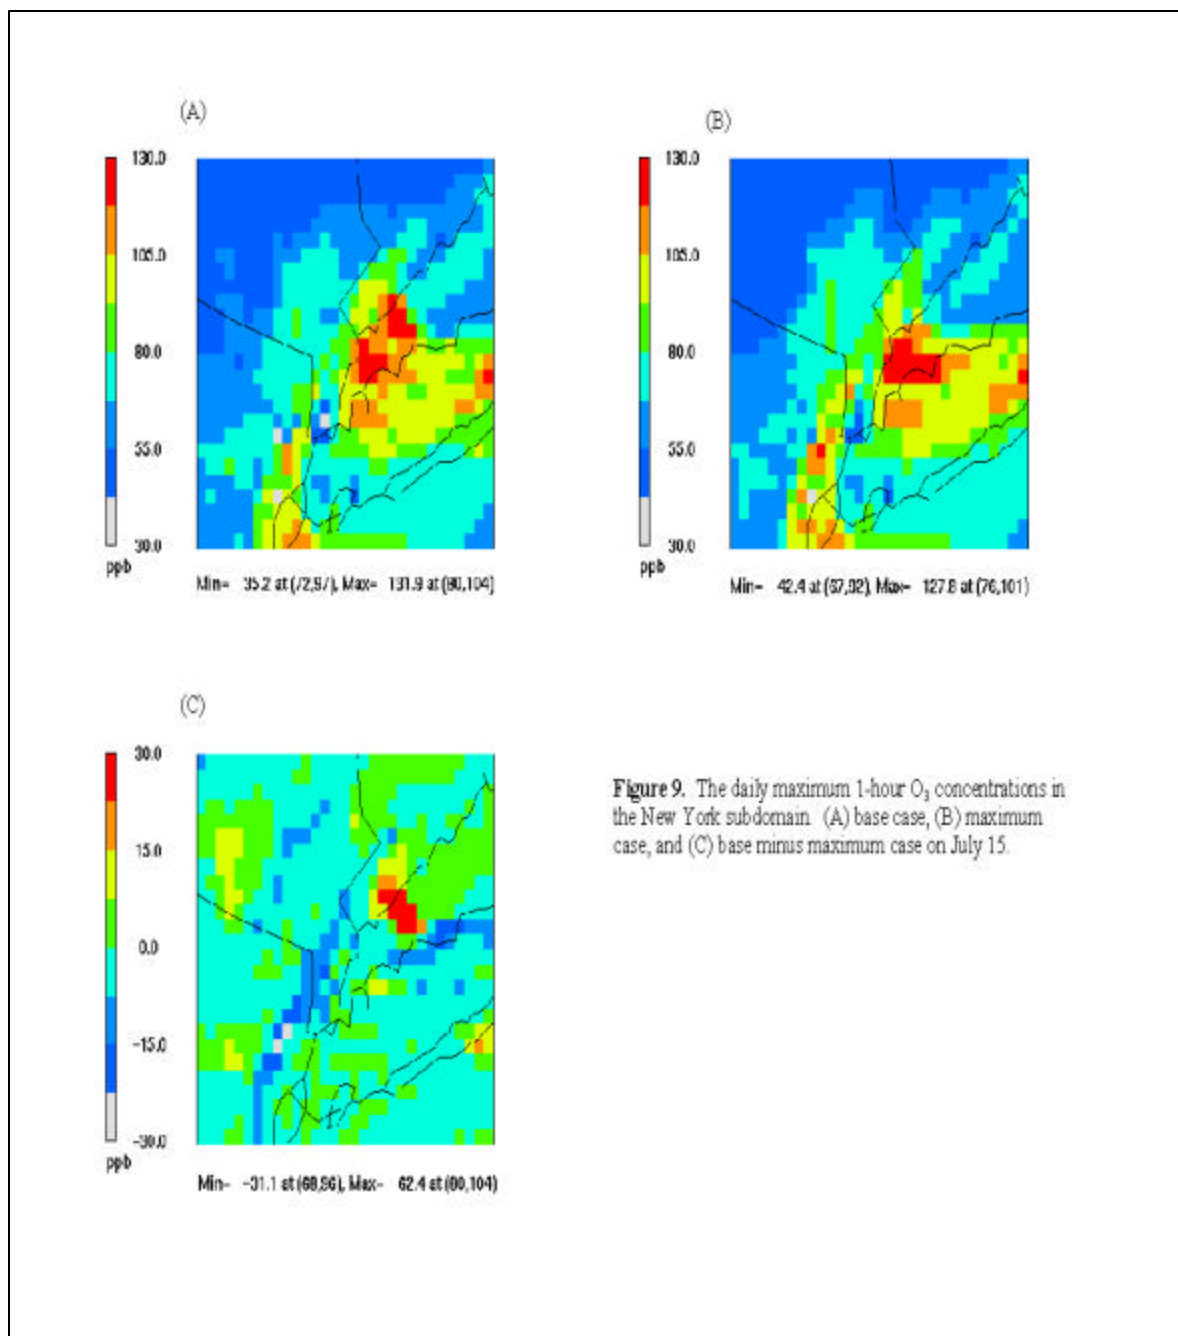 (A)
130.0
105.0
80.0
55.0
30.0
ppb
Min= 35.2 at (72,97), Max= 131.9 at (80,104)
(B)
130.0
105.0
80.0
55.0
30.0
ppb
Min= 42.4 at (67,92), Max= 127.8 at (76,101)
(C)
30.0
15.0
0.0
-15.0
-30.0
ppb
Min= -31.1 at (68,96), Max= 62.4 at (80,104)
Figure 9. The daily maximum 1-hour O₃ concentrations in
the New York subdomain. (A) base case, (B) maximum
case, and (C) base minus maximum case on July 15.